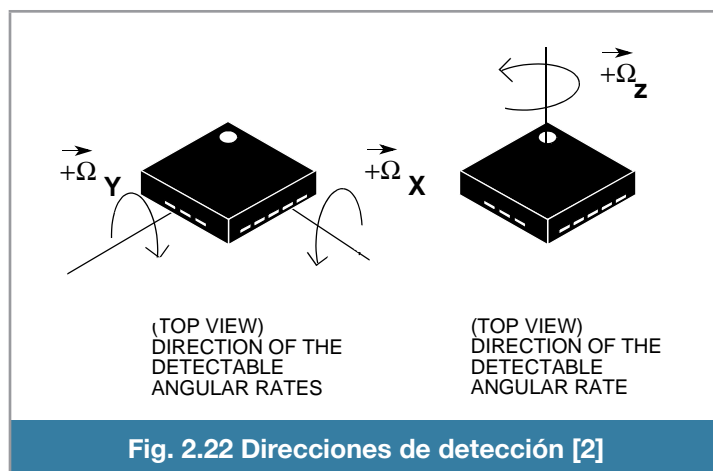 +Ω Y
+Ω X
+Ω Z
(TOP VIEW)
DIRECTION OF THE
DETECTABLE
ANGULAR RATES
(TOP VIEW)
DIRECTION OF THE
DETECTABLE
ANGULAR RATE
Fig. 2.22 Direcciones de detección [2]